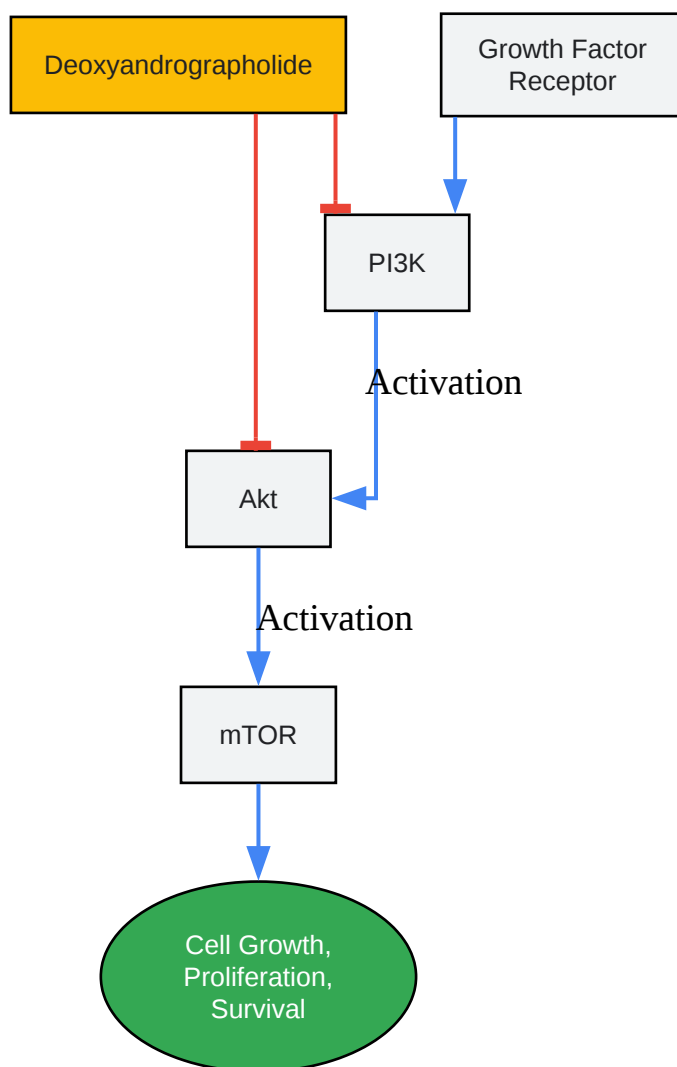 Deoxyandrographolide
Growth Factor
Receptor
PI3K
Activation
Akt
Activation
mTOR
Cell Growth,
Proliferation,
Survival